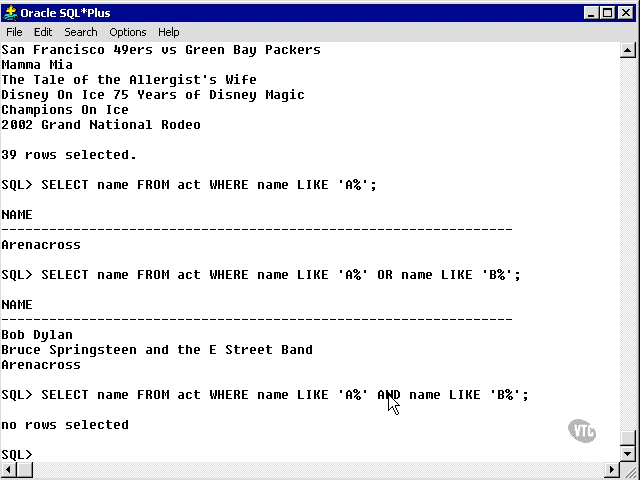 Oracle SQL*Plus
File Edit Search Options Help
San Francisco 49ers vs Green Bay Packers
Mamma Mia
The Tale of the Allergist's Wife
Disney On Ice 75 Years of Disney Magic
Champions On Ice
2002 Grand National Rodeo
39 rows selected.
SQL> SELECT name FROM act WHERE name LIKE 'A%';
NAME
----------------------------------------------------------------
Arenacross
SQL> SELECT name FROM act WHERE name LIKE 'A%' OR name LIKE 'B%';
NAME
----------------------------------------------------------------
Bob Dylan
Bruce Springsteen and the E Street Band
Arenacross
SQL> SELECT name FROM act WHERE name LIKE 'A%' AND name LIKE 'B%';
no rows selected
VTC
SQL>